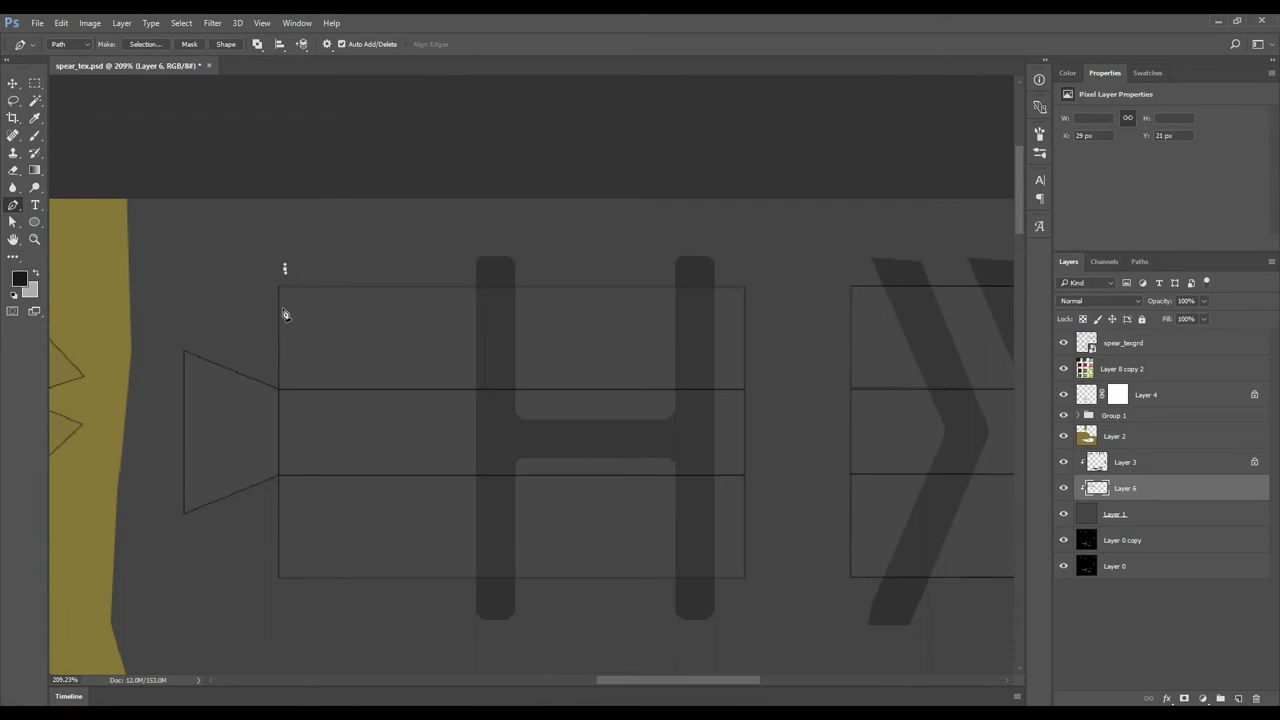 Ps File Edit Image Layer Type Select Filter 3D View Window Help
Path Make: Selection... Mask Shape Auto Add/Delete Align Edges
spear_tex.psd @ 209% (Layer 6, RGB/8#) * ×
Color Properties Swatches
Pixel Layer Properties
W: H:
X: 29 px Y: 21 px
Layers Channels Paths
Kind
Normal Opacity: 100%
Lock: Fill: 100%
spear_texgrd
Layer 8 copy 2
Layer 4
Group 1
Layer 2
Layer 3
Layer 6
Layer 1
Layer 0 copy
Layer 0
209.23% Doc: 12.0M/153.0M
Timeline